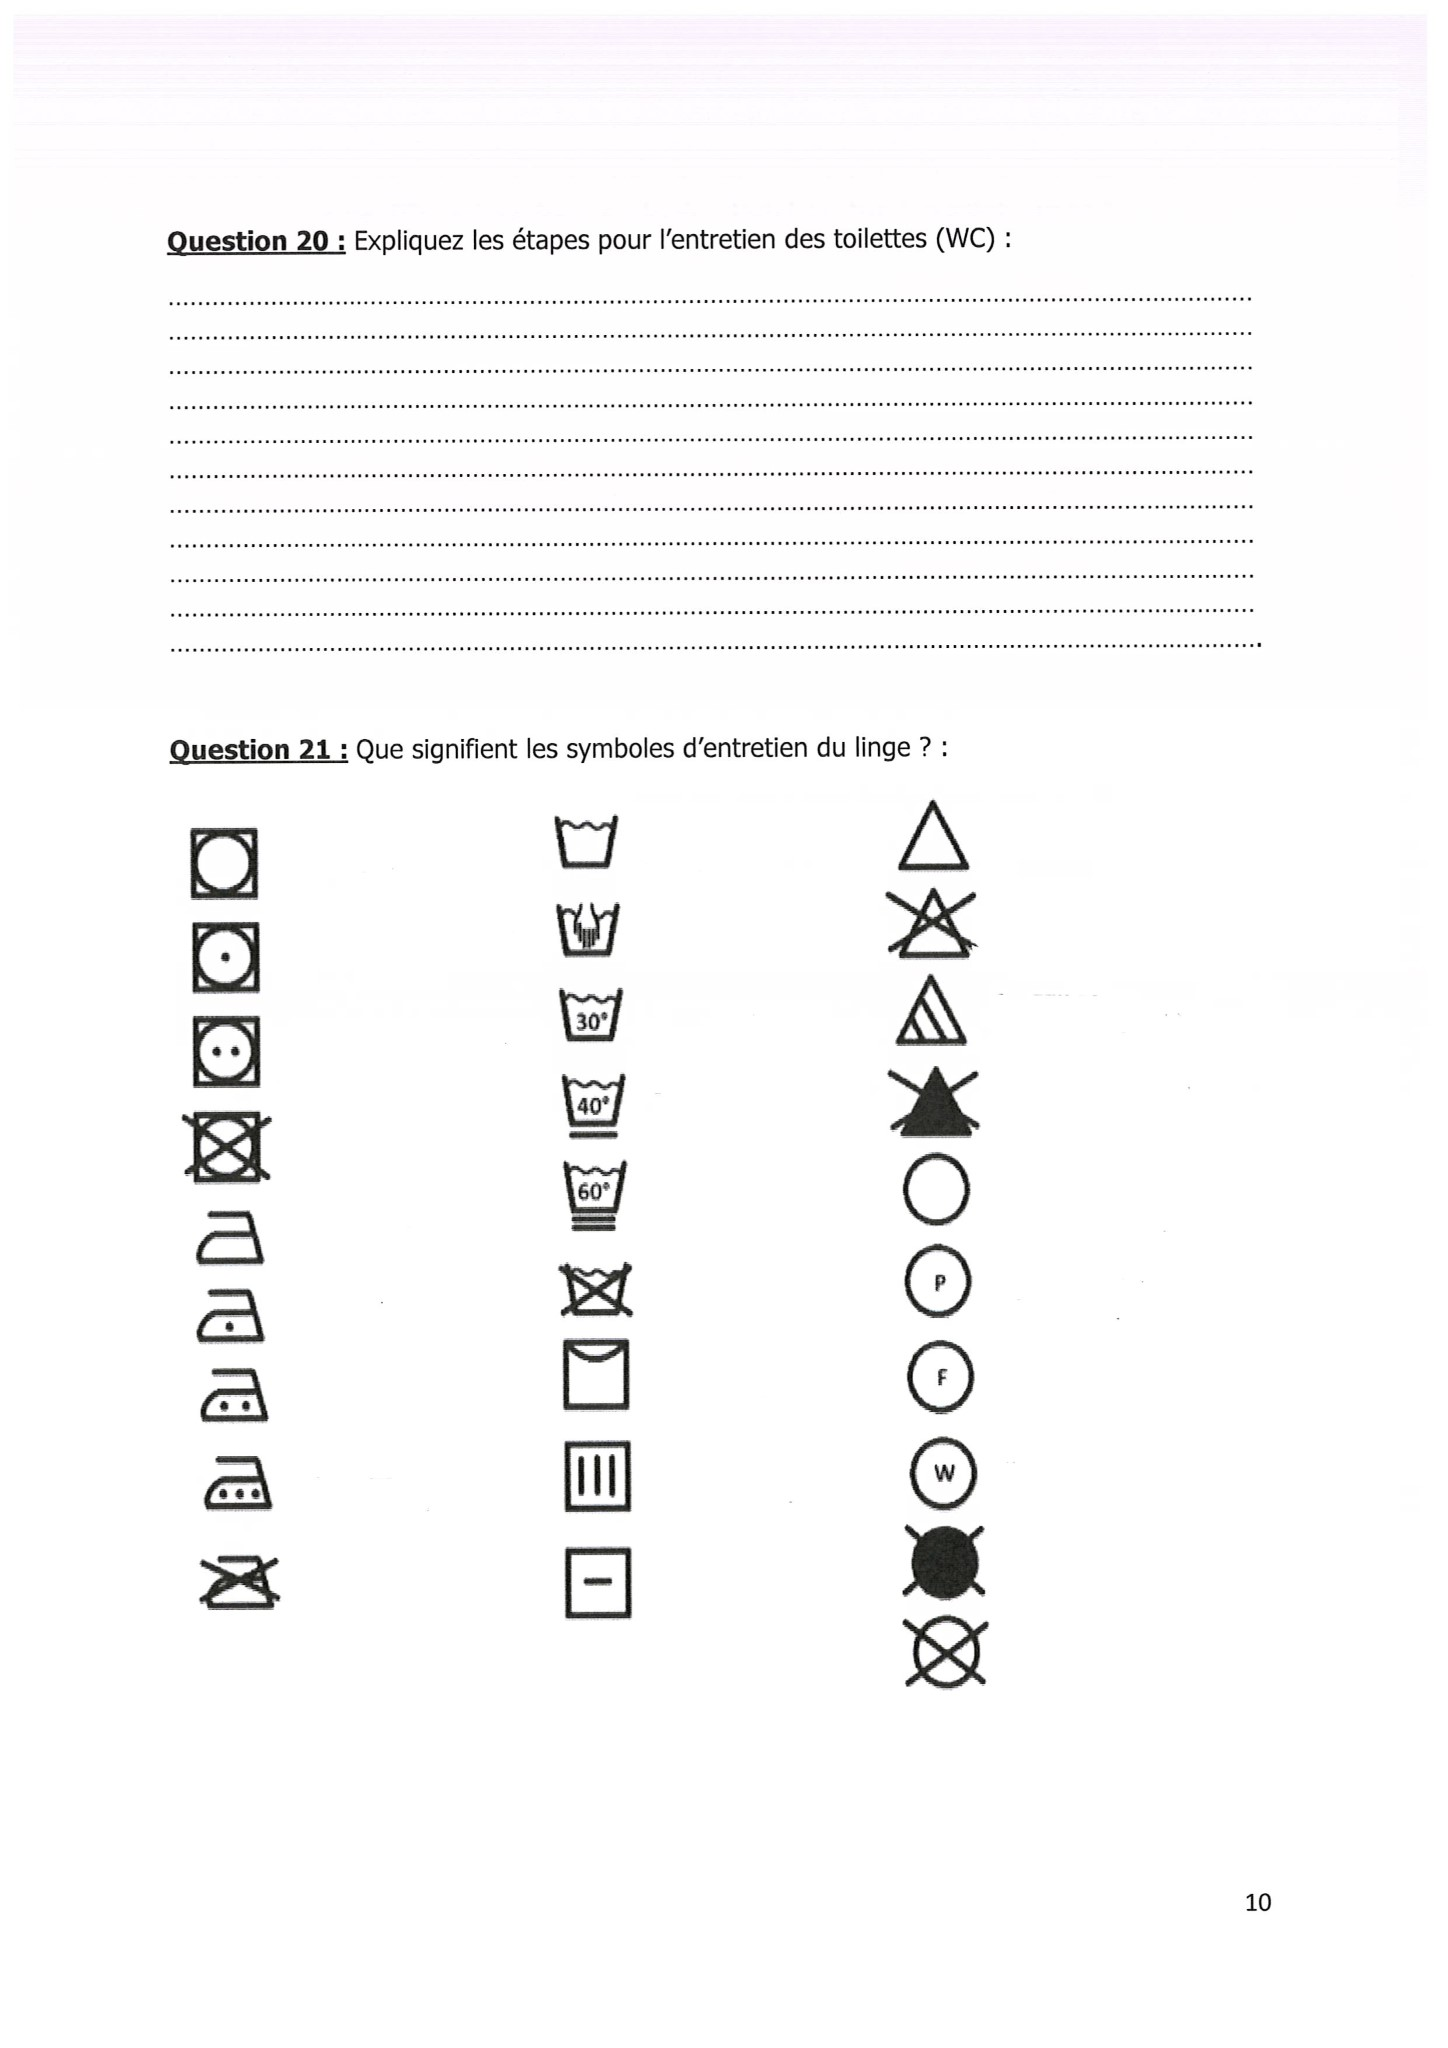 Question 20 : Expliquez les étapes pour l'entretien des toilettes (WC) :
Question 21 : Que signifient les symboles d'entretien du linge ? :
30°
40°
60°
P
F
W
10